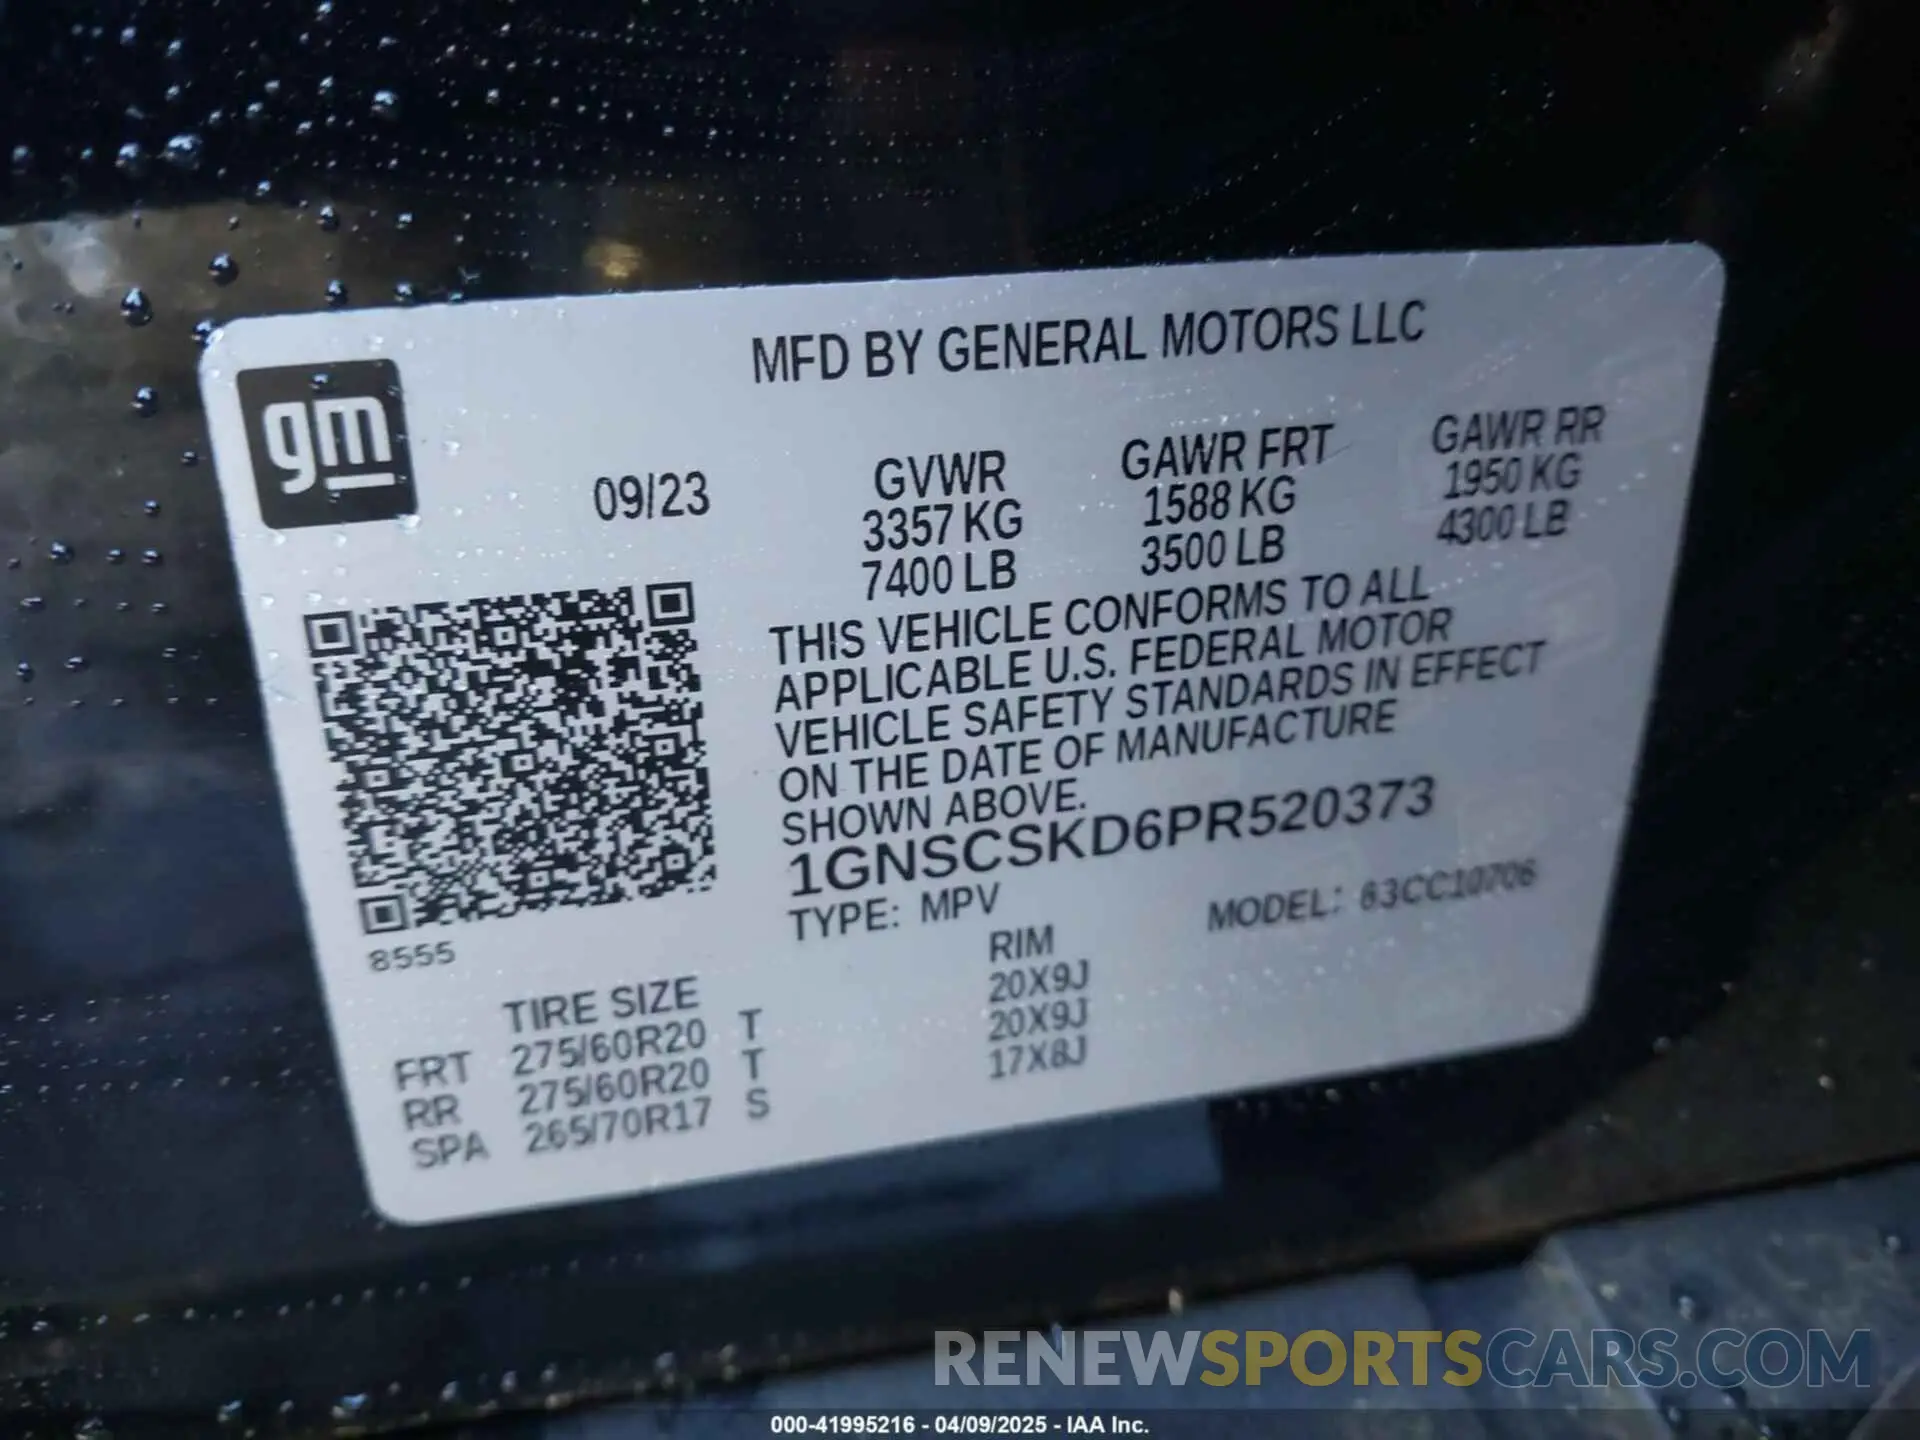 MFD BY GENERAL MOTORS LLC
gm
09/23
GVWR
3357 KG
7400 LB
GAWR FRT
1588 KG
3500 LB
GAWR RR
1950 KG
4300 LB
THIS VEHICLE CONFORMS TO ALL
APPLICABLE U.S. FEDERAL MOTOR
VEHICLE SAFETY STANDARDS IN EFFECT
ON THE DATE OF MANUFACTURE
SHOWN ABOVE.
1GNSCSKD6PR520373
TYPE: MPV
MODEL: 63CC10706
8555
TIRE SIZE RIM
FRT 275/60R20 T 20X9J
RR 275/60R20 T 20X9J
SPA 265/70R17 S 17X8J
RENEWSPORTSCARS.COM
000-41995216 - 04/09/2025 - IAA Inc.